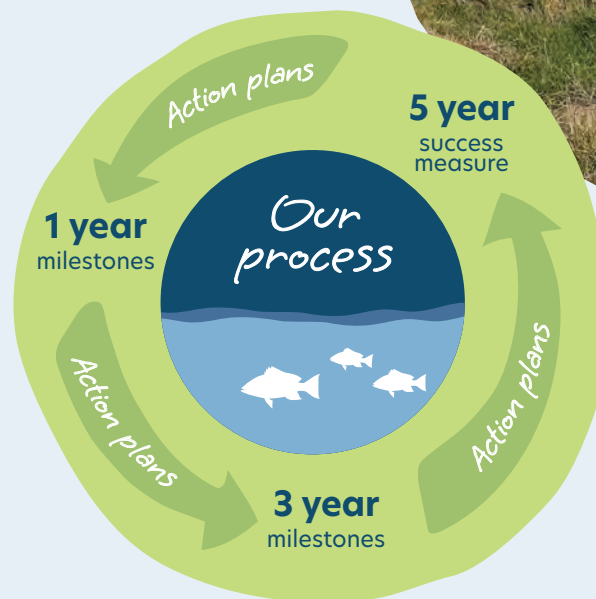 Action plans
5 year
success
measure
1 year
milestones
Our
process
Action plans
Action plans
3 year
milestones